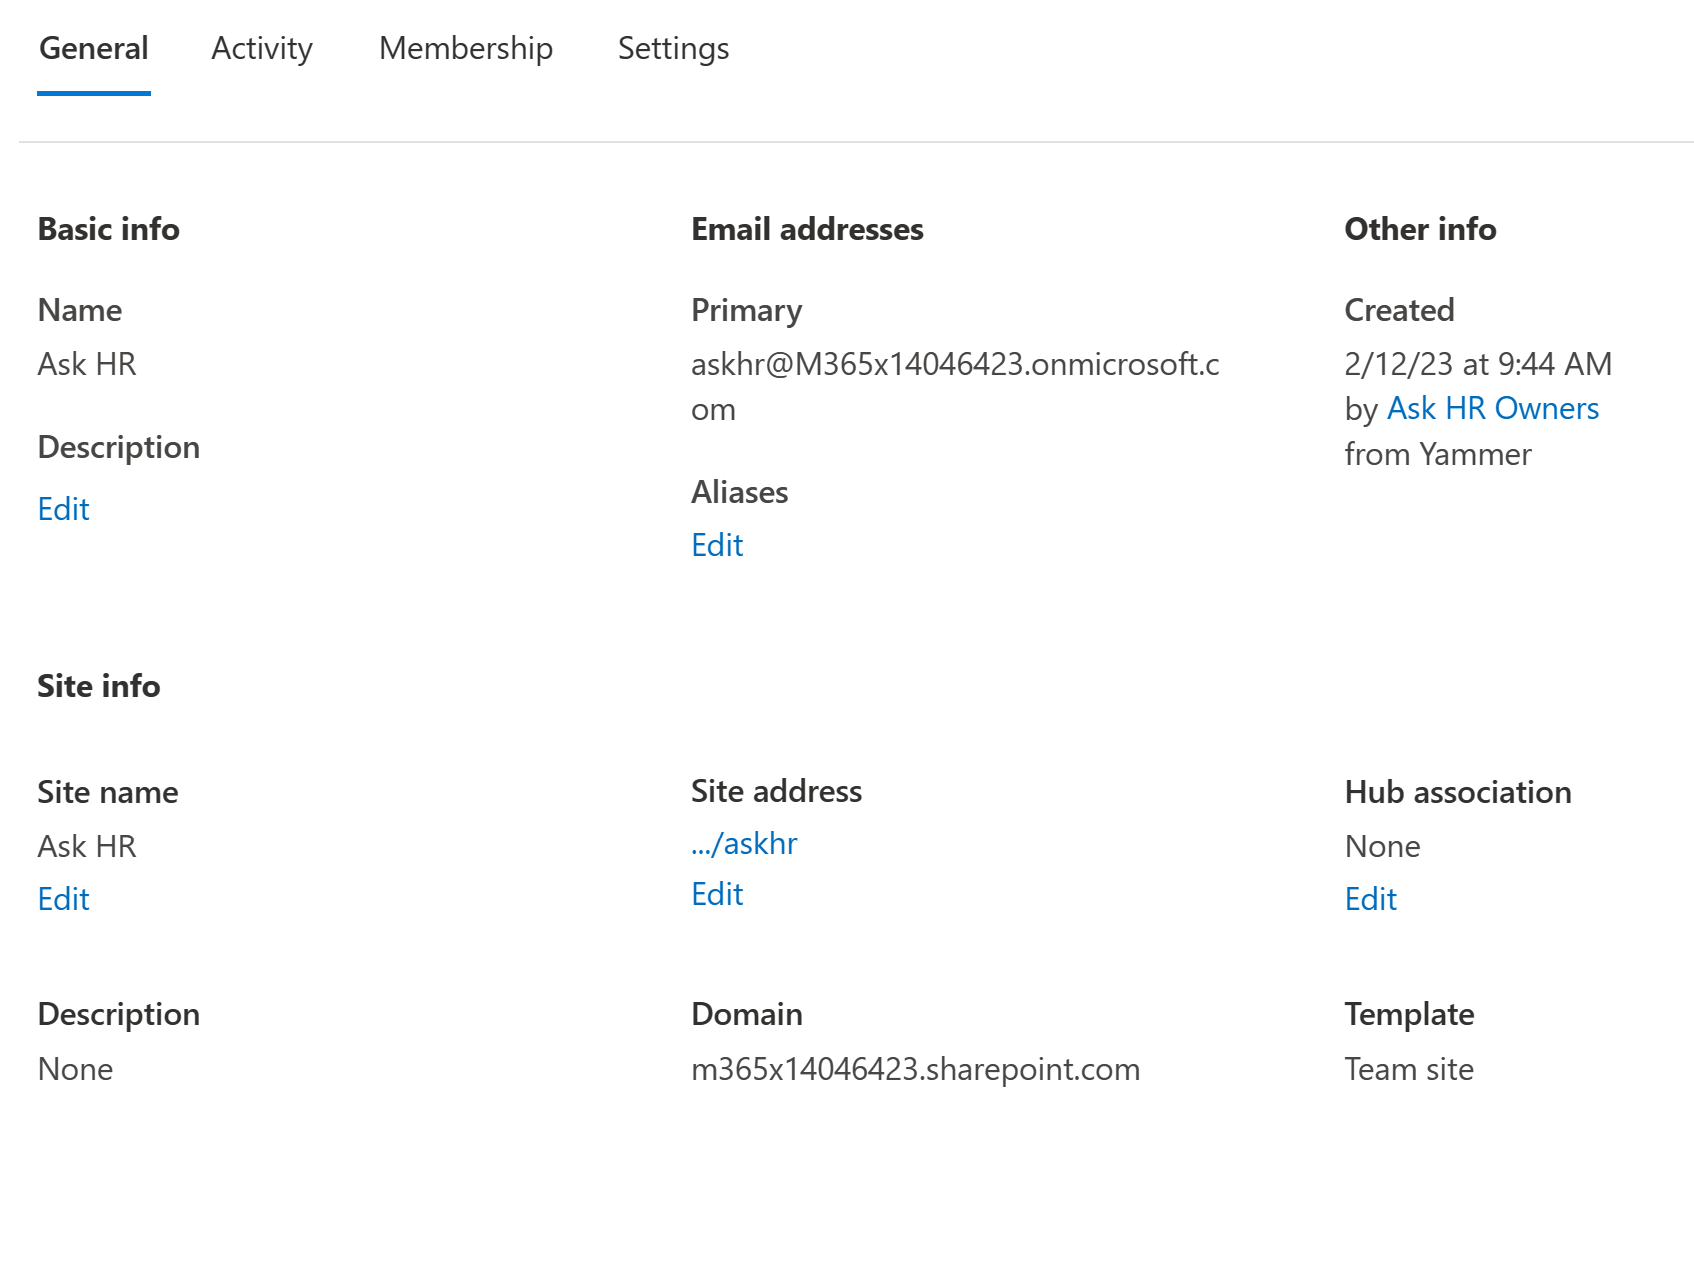 General Activity Membership Settings
Basic info
Name
Ask HR
Description
Edit
Email addresses
Primary
askhr@M365x14046423.onmicrosoft.c
om
Aliases
Edit
Other info
Created
2/12/23 at 9:44 AM
by Ask HR Owners
from Yammer
Site info
Site name
Ask HR
Edit
Site address
.../askhr
Edit
Hub association
None
Edit
Description
None
Domain
m365x14046423.sharepoint.com
Template
Team site